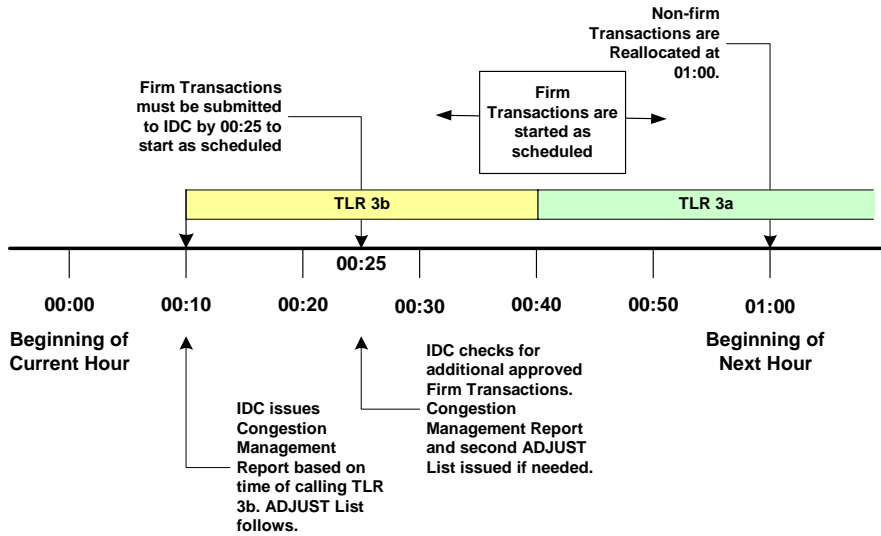 Non-firm
Transactions are
Reallocated at
01:00.
Firm Transactions
must be submitted
to IDC by 00:25 to
start as scheduled
Firm
Transactions are
started as
scheduled
TLR 3b
TLR 3a
00:25
00:00
00:10
00:20
00:30
00:40
00:50
01:00
Beginning of
Current Hour
Beginning of
Next Hour
IDC issues
Congestion
Management
Report based on
time of calling TLR
3b. ADJUST List
follows.
IDC checks for
additional approved
Firm Transactions.
Congestion
Management Report
and second ADJUST
List issued if needed.